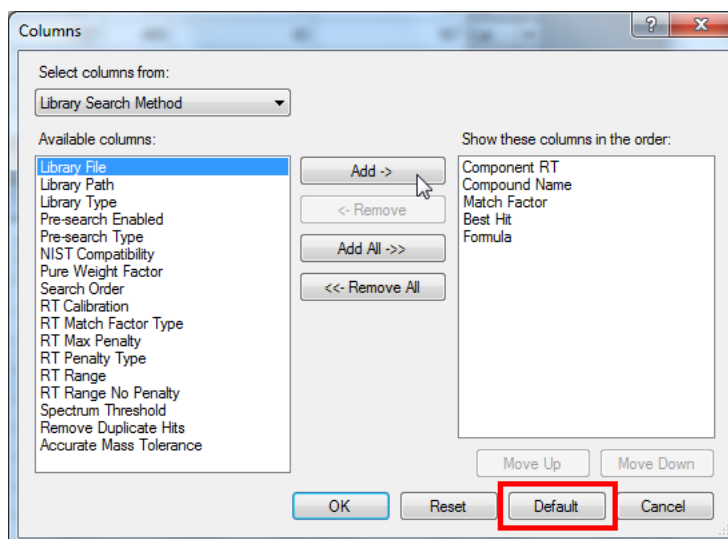 Columns
Select columns from:
Library Search Method
Available columns:
Library File
Library Path
Library Type
Pre-search Enabled
Pre-search Type
NIST Compatibility
Pure Weight Factor
Search Order
RT Calibration
RT Match Factor Type
RT Max Penalty
RT Penalty Type
RT Range
RT Range No Penalty
Spectrum Threshold
Remove Duplicate Hits
Accurate Mass Tolerance
Add ->
<- Remove
Add All ->>
<<- Remove All
Show these columns in the order:
Component RT
Compound Name
Match Factor
Best Hit
Formula
Move Up
Move Down
OK
Reset
Default
Cancel